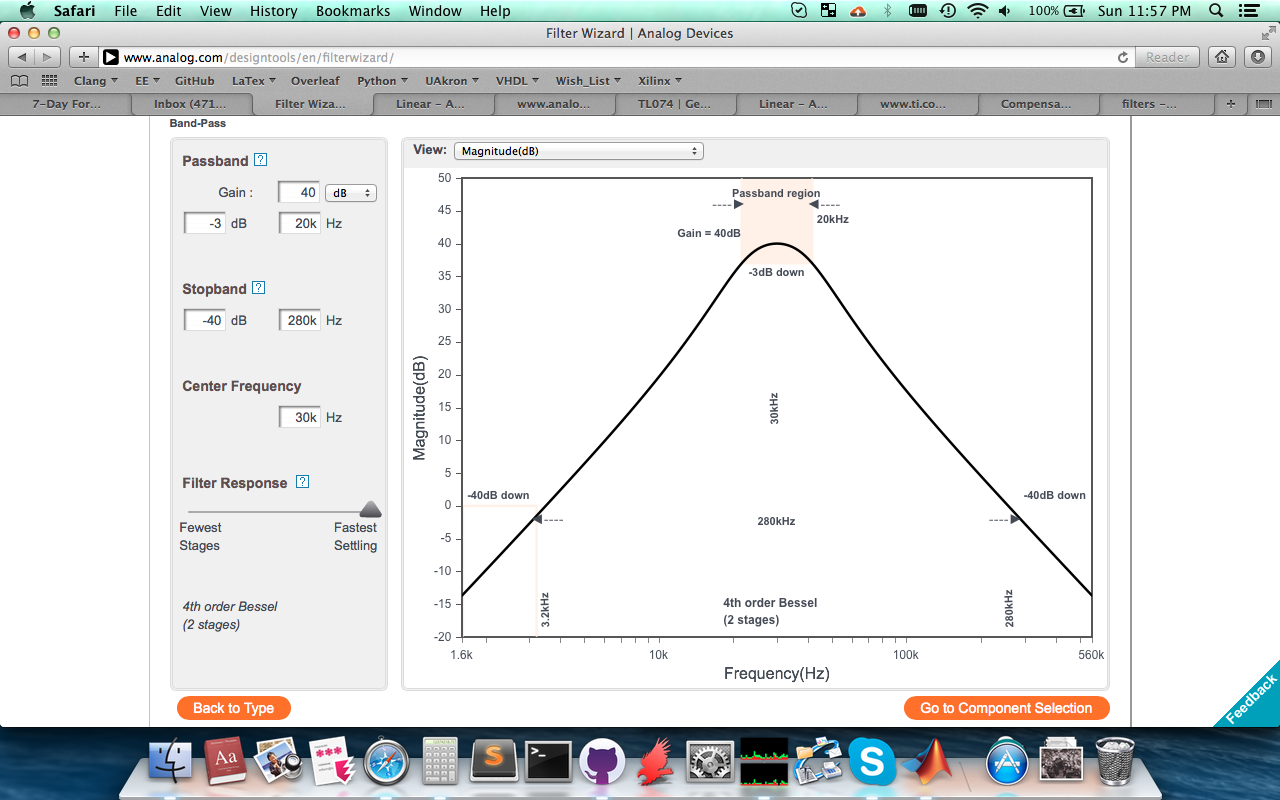 Safari File Edit View History Bookmarks Window Help 100% Sun 11:57 PM
Filter Wizard | Analog Devices
www.analog.com/designtools/en/filterwizard/ Reader
Clang EE GitHub LaTex Overleaf Python UAkron VHDL Wish_List Xilinx
7-Day For... Inbox (471... Filter Wiza... Linear – A... www.analo... TL074 | Ge... Linear – A... www.ti.co... Compensa... filters –...
Band-Pass
Passband ?
Gain : 40 dB
-3 dB 20k Hz
Stopband ?
-40 dB 280k Hz
Center Frequency
30k Hz
Filter Response ?
Fewest Stages
Fastest Settling
4th order Bessel
(2 stages)
View: Magnitude(dB)
50
45
40
35
30
25
20
15
10
5
0
-5
-10
-15
-20
Magnitude(dB)
Passband region
20kHz
Gain = 40dB
-3dB down
30kHz
-40dB down
-40dB down
280kHz
3.2kHz
4th order Bessel
(2 stages)
280kHz
1.6k 10k 100k 560k
Frequency(Hz)
Back to Type
Go to Component Selection
Feedback
Aa
S